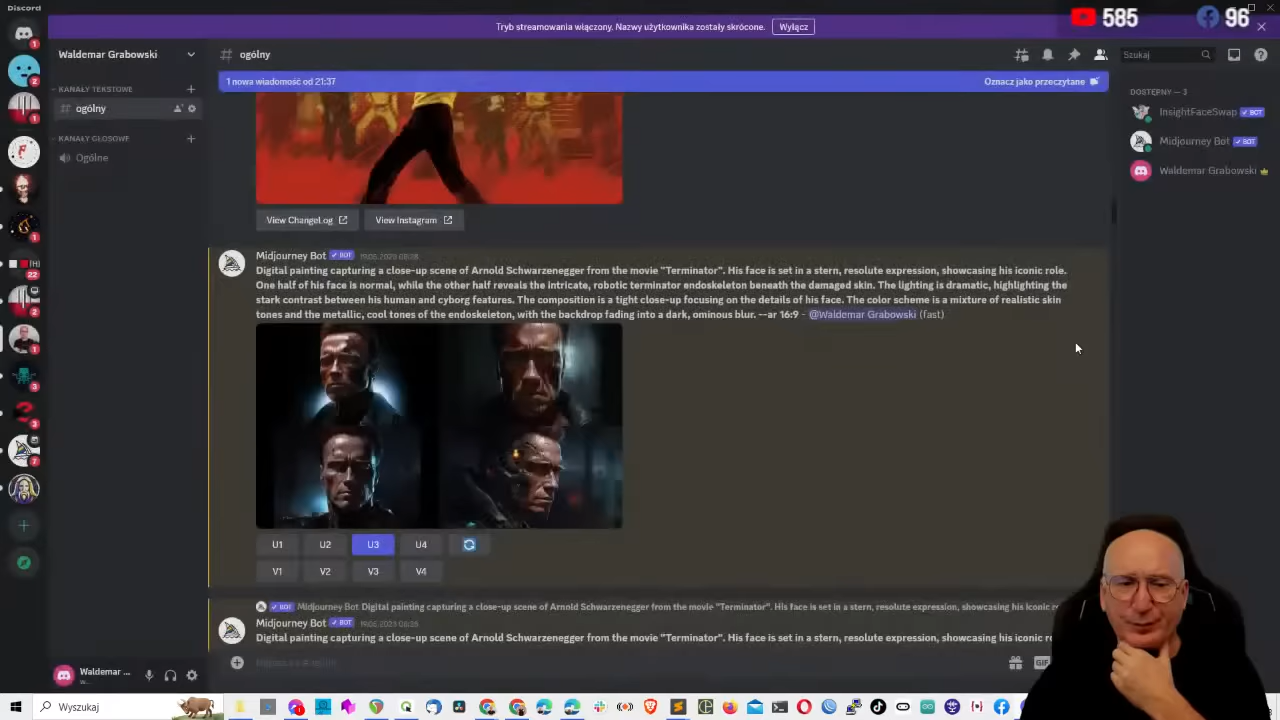 Discord
Tryb streamowania włączony. Nazwy użytkownika zostały skrócone.
Wyłącz
585
96
Waldemar Grabowski
ogólny
Szukaj
1 nowa wiadomość od 21:37
Oznacz jako przeczytane
KANAŁY TEKSTOWE
ogólny
KANAŁY GŁOSOWE
Ogólne
DOSTĘPNY — 3
InsightFaceSwap BOT
Midjourney Bot BOT
Waldemar Grabowski
View ChangeLog
View Instagram
Midjourney Bot BOT
Digital painting capturing a close-up scene of Arnold Schwarzenegger from the movie "Terminator". His face is set in a stern, resolute expression, showcasing his iconic role.
One half of his face is normal, while the other half reveals the intricate, robotic terminator endoskeleton beneath the damaged skin. The lighting is dramatic, highlighting the
stark contrast between his human and cyborg features. The composition is a tight close-up focusing on the details of his face. The color scheme is a mixture of realistic skin
tones and the metallic, cool tones of the endoskeleton, with the backdrop fading into a dark, ominous blur. --ar 16:9 - @Waldemar Grabowski (fast)
U1 U2 U3 U4
V1 V2 V3 V4
BOT Midjourney Bot Digital painting capturing a close-up scene of Arnold Schwarzenegger from the movie "Terminator". His face is set in a stern, resolute expression, showcasing his iconic
Midjourney Bot BOT
Digital painting capturing a close-up scene of Arnold Schwarzenegger from the movie "Terminator". His face is set in a stern, resolute expression, showcasing his iconic
GIF
Waldemar ...
Wyszukaj